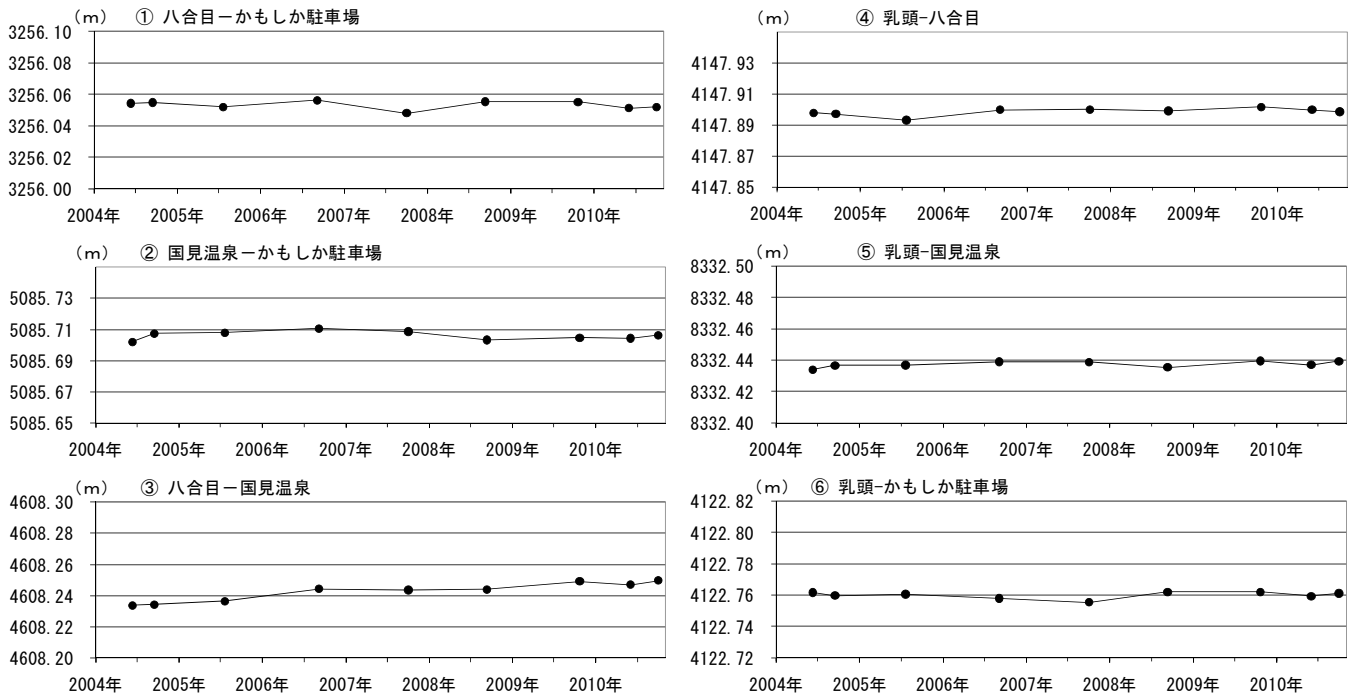 (m) ① 八合目ーかもしか駐車場
3256.10
3256.08
3256.06
3256.04
3256.02
3256.00
2004年 2005年 2006年 2007年 2008年 2009年 2010年
(m) ② 国見温泉ーかもしか駐車場
5085.73
5085.71
5085.69
5085.67
5085.65
2004年 2005年 2006年 2007年 2008年 2009年 2010年
(m) ③ 八合目ー国見温泉
4608.30
4608.28
4608.26
4608.24
4608.22
4608.20
2004年 2005年 2006年 2007年 2008年 2009年 2010年
(m) ④ 乳頭-八合目
4147.93
4147.91
4147.89
4147.87
4147.85
2004年 2005年 2006年 2007年 2008年 2009年 2010年
(m) ⑤ 乳頭-国見温泉
8332.50
8332.48
8332.46
8332.44
8332.42
8332.40
2004年 2005年 2006年 2007年 2008年 2009年 2010年
(m) ⑥ 乳頭-かもしか駐車場
4122.82
4122.80
4122.78
4122.76
4122.74
4122.72
2004年 2005年 2006年 2007年 2008年 2009年 2010年